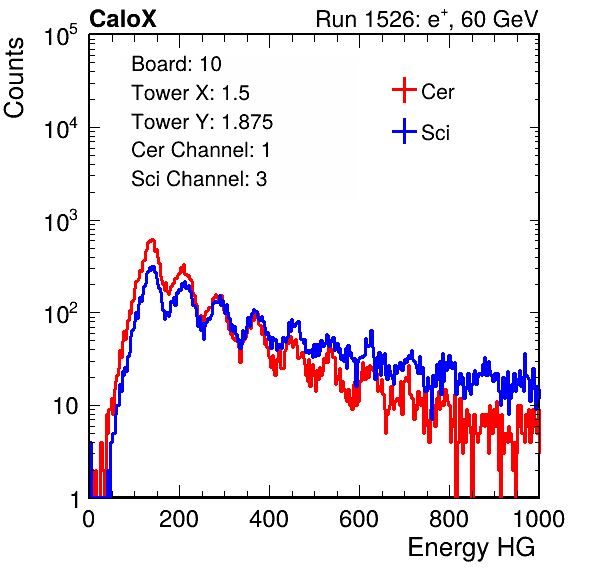 CaloX Run 1526: e⁺, 60 GeV
Counts
Board: 10
Tower X: 1.5
Tower Y: 1.875
Cer Channel: 1
Sci Channel: 3
Cer
Sci
10⁵
10⁴
10³
10²
10
1
0 200 400 600 800 1000
Energy HG